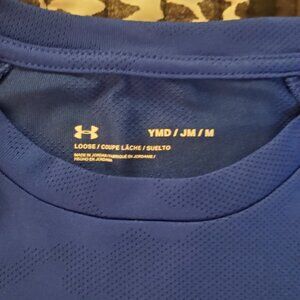 YMD / JM / M
LOOSE / COUPE LÂCHE / SUELTO
MADE IN JORDAN/FABRIQUÉ EN JORDANIE /
HECHO EN JORDANIA